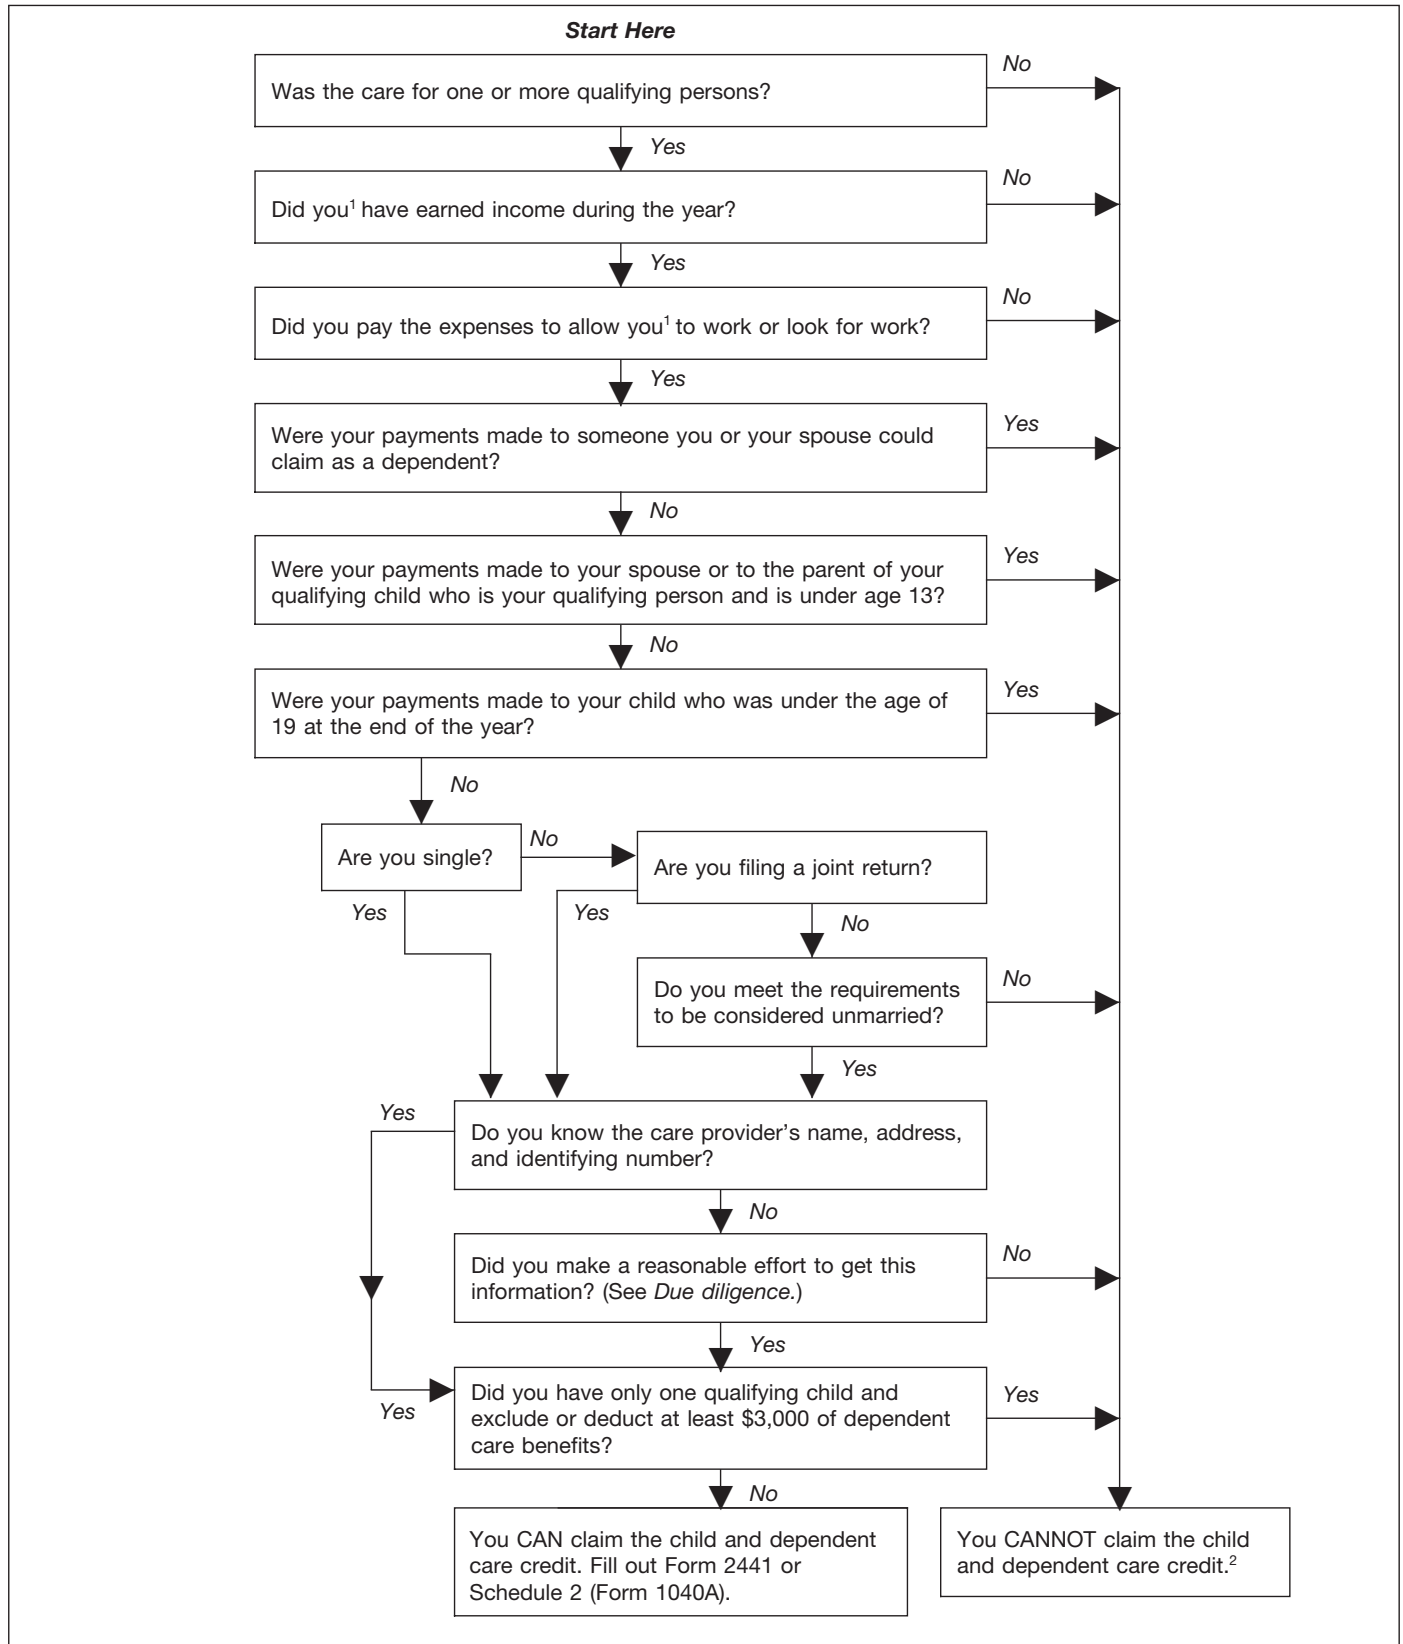 Start Here
Was the care for one or more qualifying persons?
No
Yes
Did you1 have earned income during the year?
No
Yes
Did you pay the expenses to allow you1 to work or look for work?
No
Yes
Were your payments made to someone you or your spouse could
claim as a dependent?
Yes
No
Were your payments made to your spouse or to the parent of your
qualifying child who is your qualifying person and is under age 13?
Yes
No
Were your payments made to your child who was under the age of
19 at the end of the year?
Yes
No
Are you single?
No
Are you filing a joint return?
Yes
Yes
No
Do you meet the requirements
to be considered unmarried?
No
Yes
Yes
Do you know the care provider's name, address,
and identifying number?
No
Did you make a reasonable effort to get this
information? (See Due diligence.)
No
Yes
Yes
Did you have only one qualifying child and
exclude or deduct at least $3,000 of dependent
care benefits?
Yes
No
You CAN claim the child and dependent
care credit. Fill out Form 2441 or
Schedule 2 (Form 1040A).
You CANNOT claim the child
and dependent care credit.2